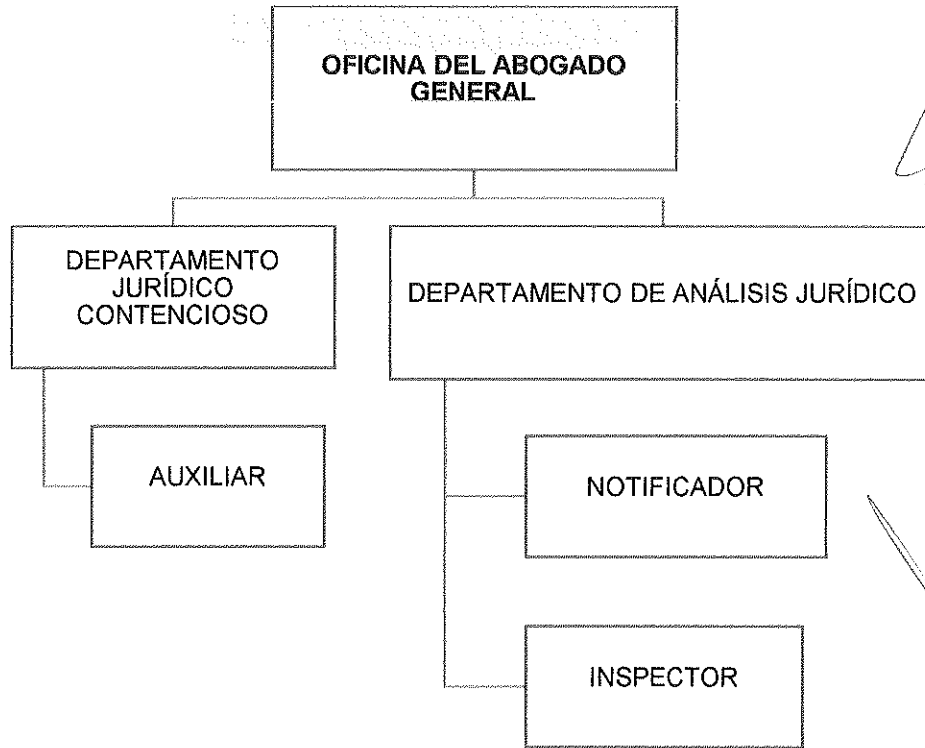 OFICINA DEL ABOGADO
GENERAL
DEPARTAMENTO
JURÍDICO
CONTENCIOSO
DEPARTAMENTO DE ANÁLISIS JURÍDICO
AUXILIAR
NOTIFICADOR
INSPECTOR